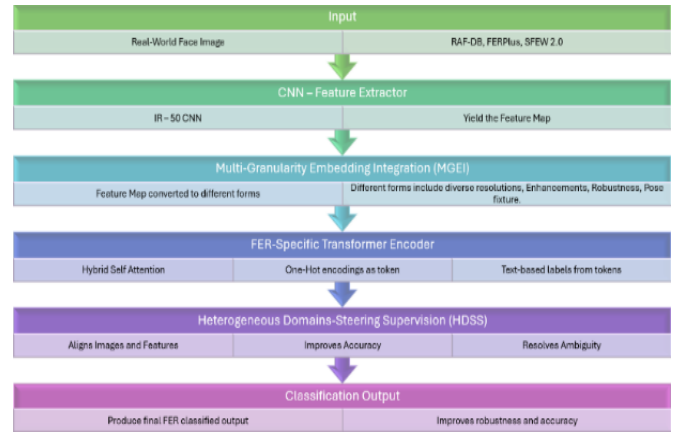 Input
Real-World Face Image
RAF-DB, FERPlus, SFEW 2.0
CNN – Feature Extractor
IR – 50 CNN
Yield the Feature Map
Multi-Granularity Embedding Integration (MGEI)
Feature Map converted to different forms
Different forms include diverse resolutions, Enhancements, Robustness, Pose
fixture.
FER-Specific Transformer Encoder
Hybrid Self Attention
One-Hot encodings as token
Text-based labels from tokens
Heterogeneous Domains-Steering Supervision (HDSS)
Aligns Images and Features
Improves Accuracy
Resolves Ambiguity
Classification Output
Produce final FER classified output
Improves robustness and accuracy